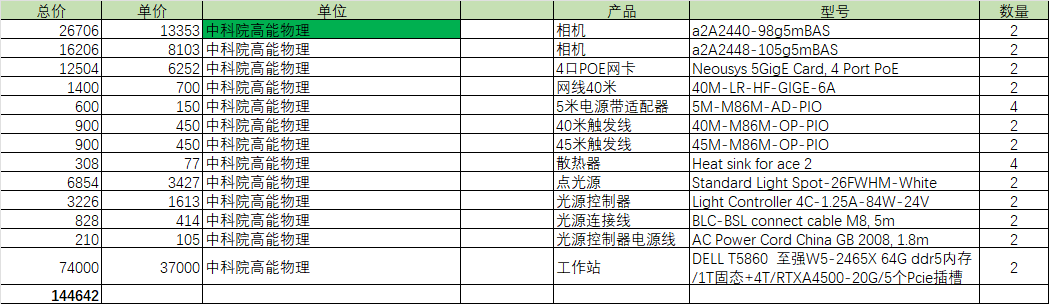 总价 单价 单位 产品 型号 数量
26706 13353 中科院高能物理 相机 a2A2440-98g5mBAS 2
16206 8103 中科院高能物理 相机 a2A2448-105g5mBAS 2
12504 6252 中科院高能物理 4口POE网卡 Neousys 5GigE Card, 4 Port PoE 2
1400 700 中科院高能物理 网线40米 40M-LR-HF-GIGE-6A 2
600 150 中科院高能物理 5米电源带适配器 5M-M86M-AD-PIO 4
900 450 中科院高能物理 40米触发线 40M-M86M-OP-PIO 2
900 450 中科院高能物理 45米触发线 45M-M86M-OP-PIO 2
308 77 中科院高能物理 散热器 Heat sink for ace 2 4
6854 3427 中科院高能物理 点光源 Standard Light Spot-26FWHM-White 2
3226 1613 中科院高能物理 光源控制器 Light Controller 4C-1.25A-84W-24V 2
828 414 中科院高能物理 光源连接线 BLC-BSL connect cable M8, 5m 2
210 105 中科院高能物理 光源控制器电源线 AC Power Cord China GB 2008, 1.8m 2
74000 37000 中科院高能物理 工作站 DELL T5860 至强W5-2465X 64G ddr5内存 2
/1T固态+4T/RTXA4500-20G/5个Pcie插槽
144642